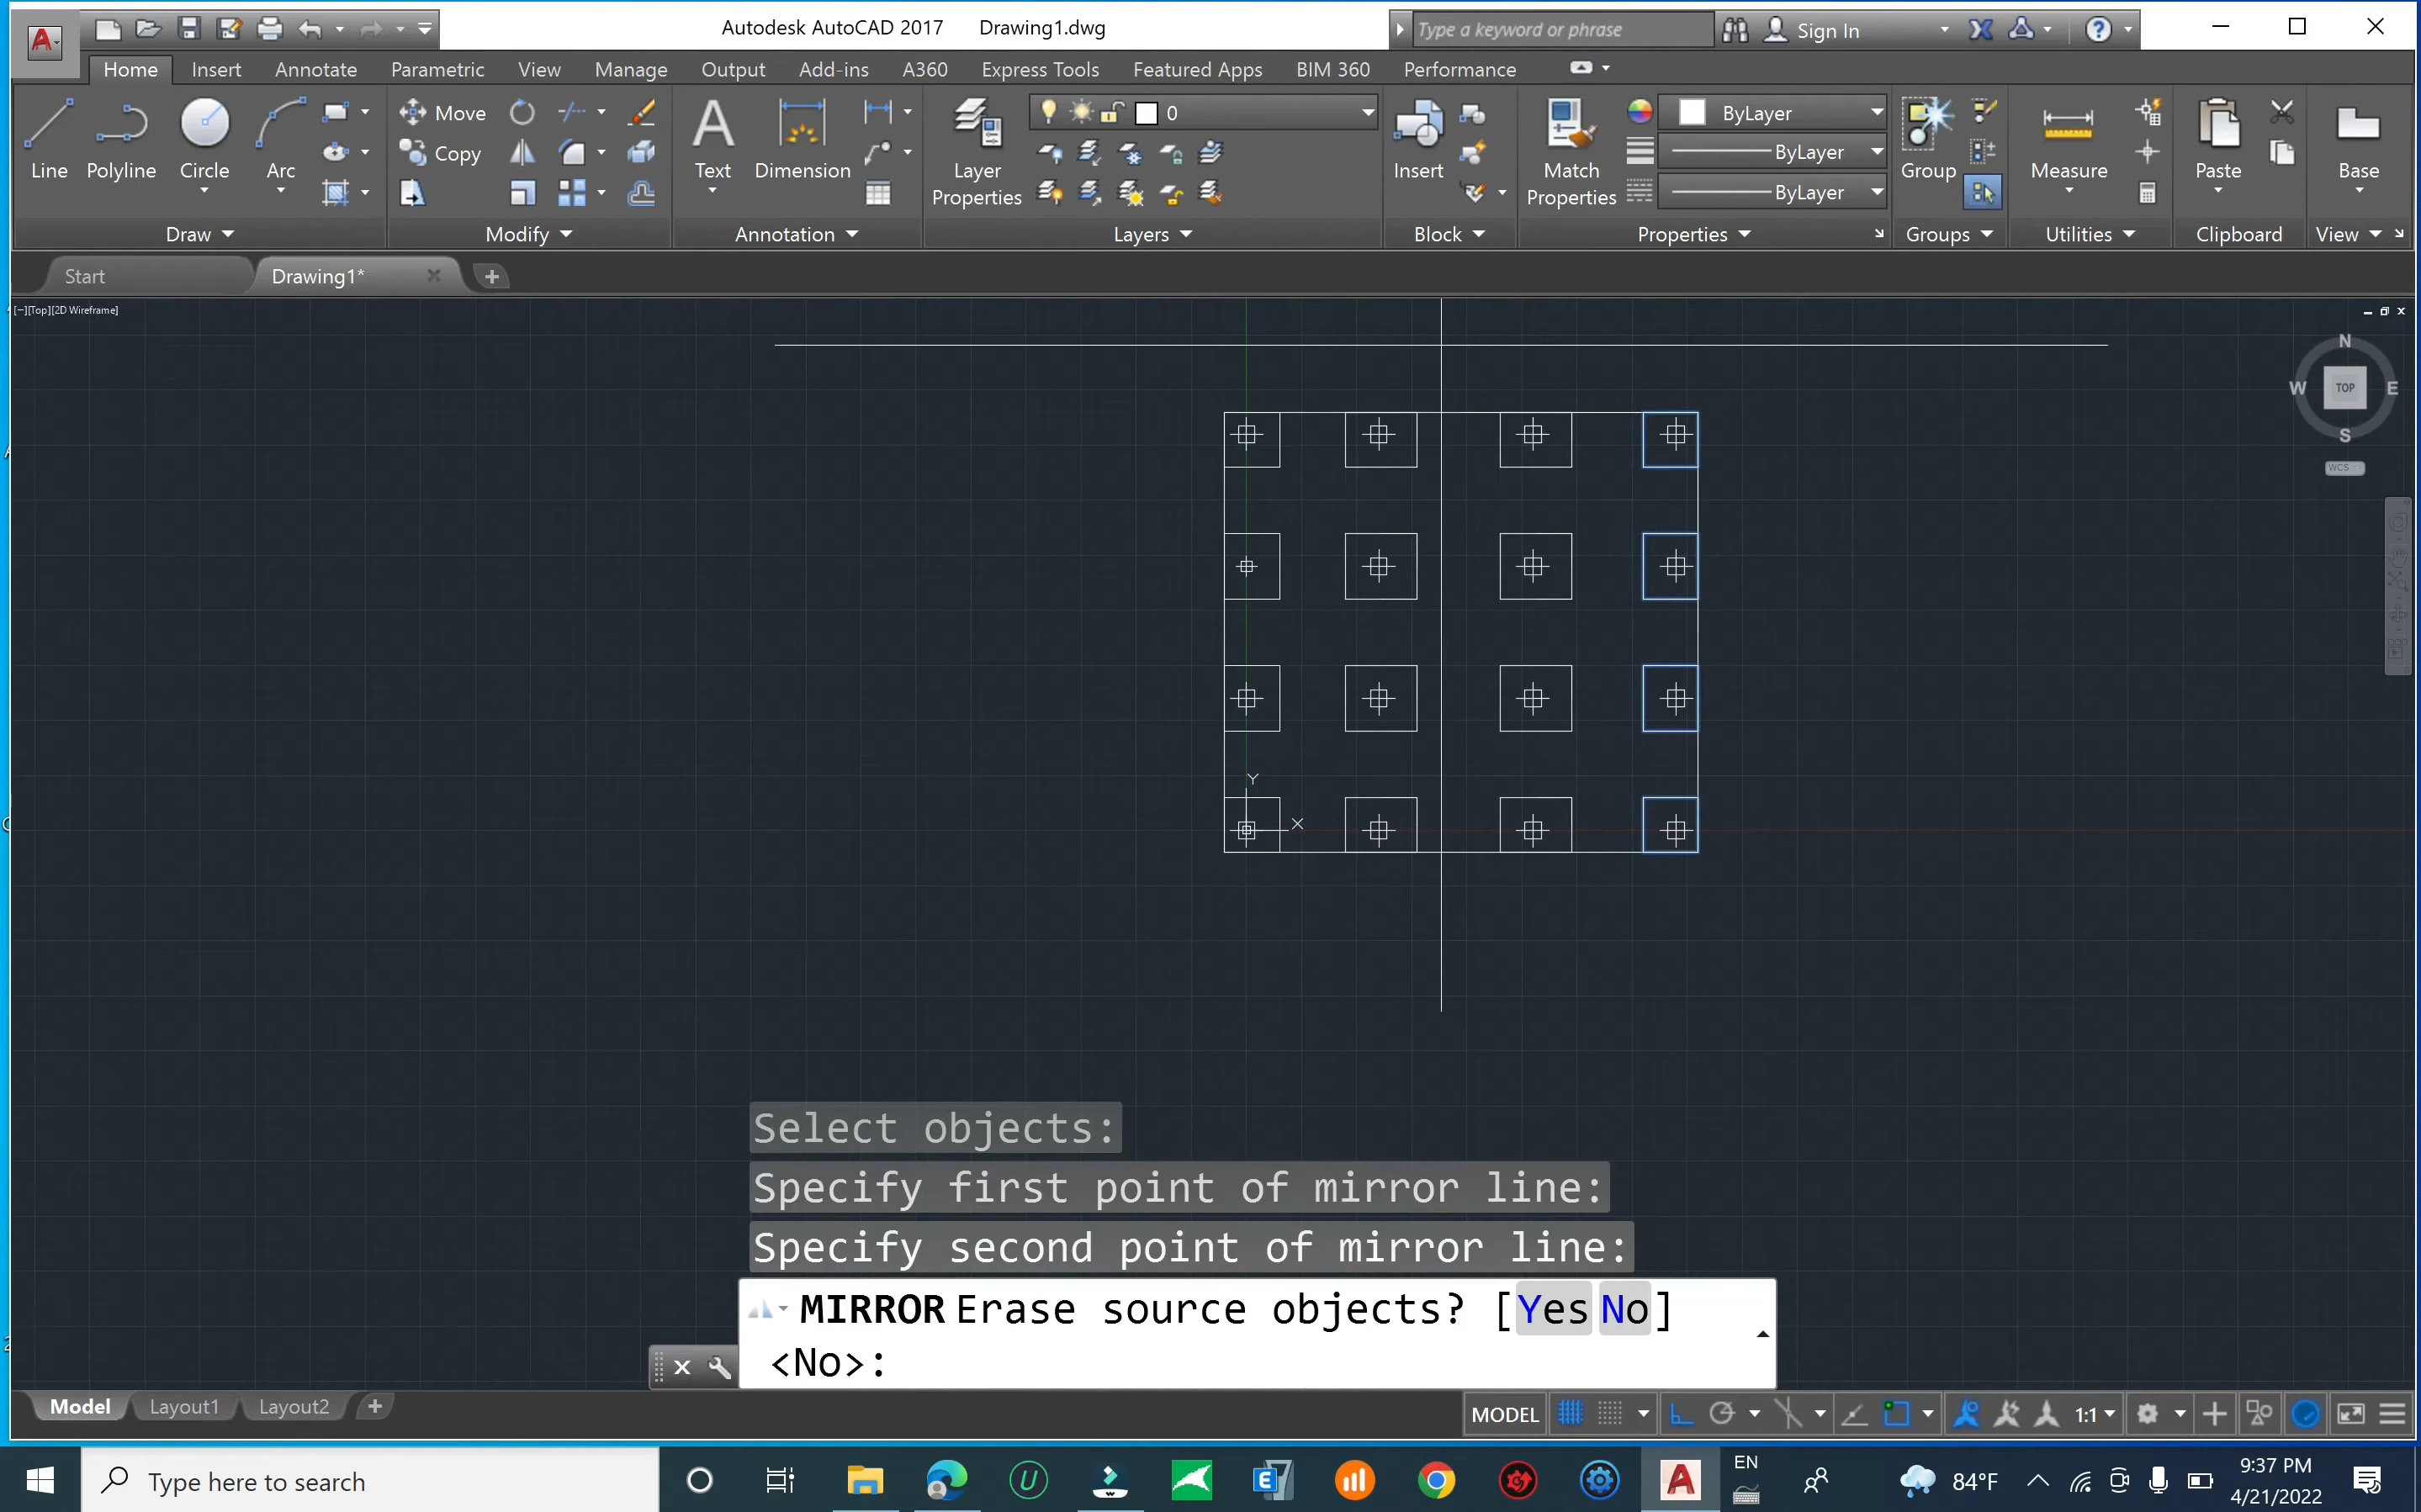 Autodesk AutoCAD 2017 Drawing1.dwg
Type a keyword or phrase
Sign In
Home Insert Annotate Parametric View Manage Output Add-ins A360 Express Tools Featured Apps BIM 360 Performance
Line Polyline Circle Arc
Move
Copy
Text Dimension
Layer
Properties
0
Insert
Match
Properties
ByLayer
ByLayer
ByLayer
Group
Measure
Paste
Base
Draw Modify Annotation Layers Block Properties Groups Utilities Clipboard View
Start Drawing1*
[−][Top][2D Wireframe]
N
W TOP E
S
WCS
Y
X
Select objects:
Specify first point of mirror line:
Specify second point of mirror line:
MIRROR Erase source objects? [Yes No]
<No>:
Model Layout1 Layout2
MODEL 1:1
Type here to search
EN
84°F
9:37 PM
4/21/2022